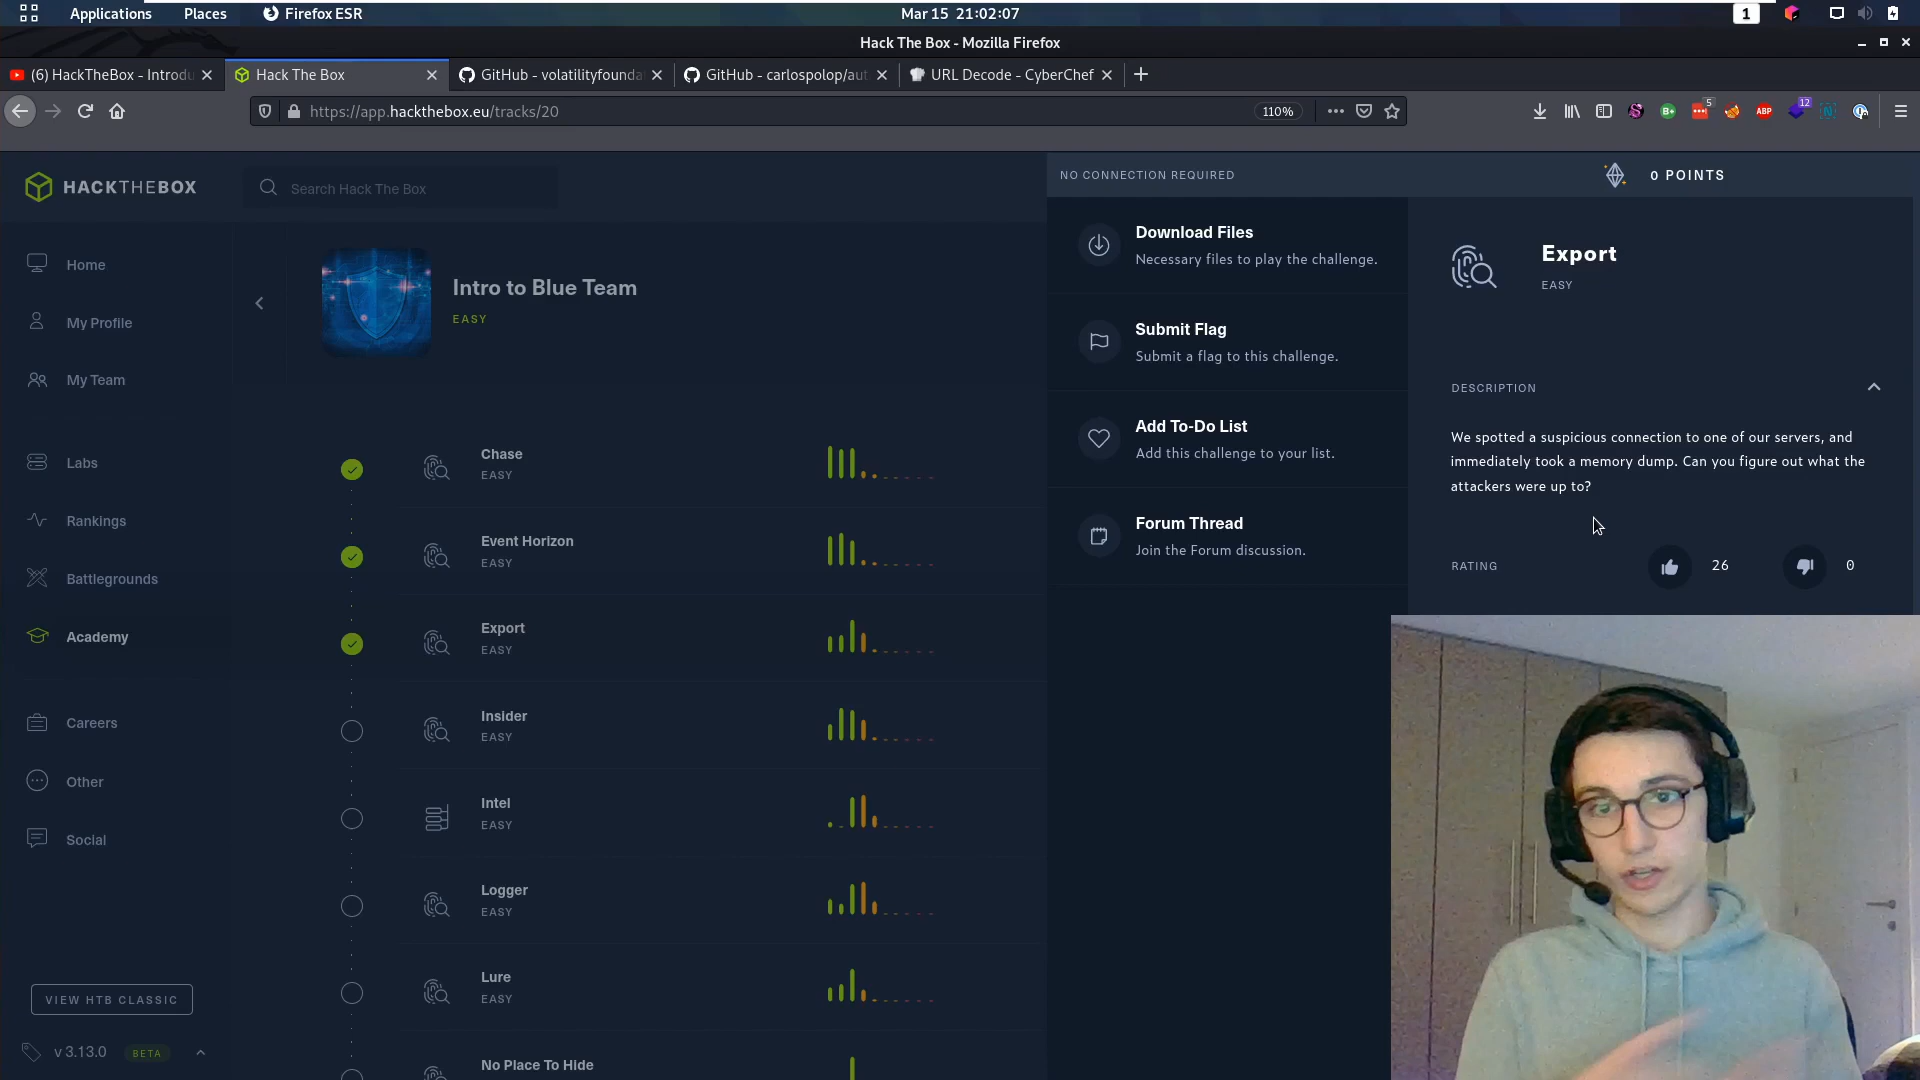 Applications
Places
Firefox ESR
Mar 15 21:02:07
1
Hack The Box - Mozilla Firefox
(6) HackTheBox - Introdu
Hack The Box
GitHub - volatilityfounda
GitHub - carlospolop/aut
URL Decode - CyberChef
https://app.hackthebox.eu/tracks/20
110%
5
ABP
12
HACKTHEBOX
Search Hack The Box
NO CONNECTION REQUIRED
0 POINTS
Home
My Profile
My Team
Labs
Rankings
Battlegrounds
Academy
Careers
Other
Social
VIEW HTB CLASSIC
v 3.13.0
BETA
Intro to Blue Team
EASY
Chase
EASY
Event Horizon
EASY
Export
EASY
Insider
EASY
Intel
EASY
Logger
EASY
Lure
EASY
No Place To Hide
Download Files
Necessary files to play the challenge.
Submit Flag
Submit a flag to this challenge.
Add To-Do List
Add this challenge to your list.
Forum Thread
Join the Forum discussion.
Export
EASY
DESCRIPTION
We spotted a suspicious connection to one of our servers, and
immediately took a memory dump. Can you figure out what the
attackers were up to?
RATING
26
0